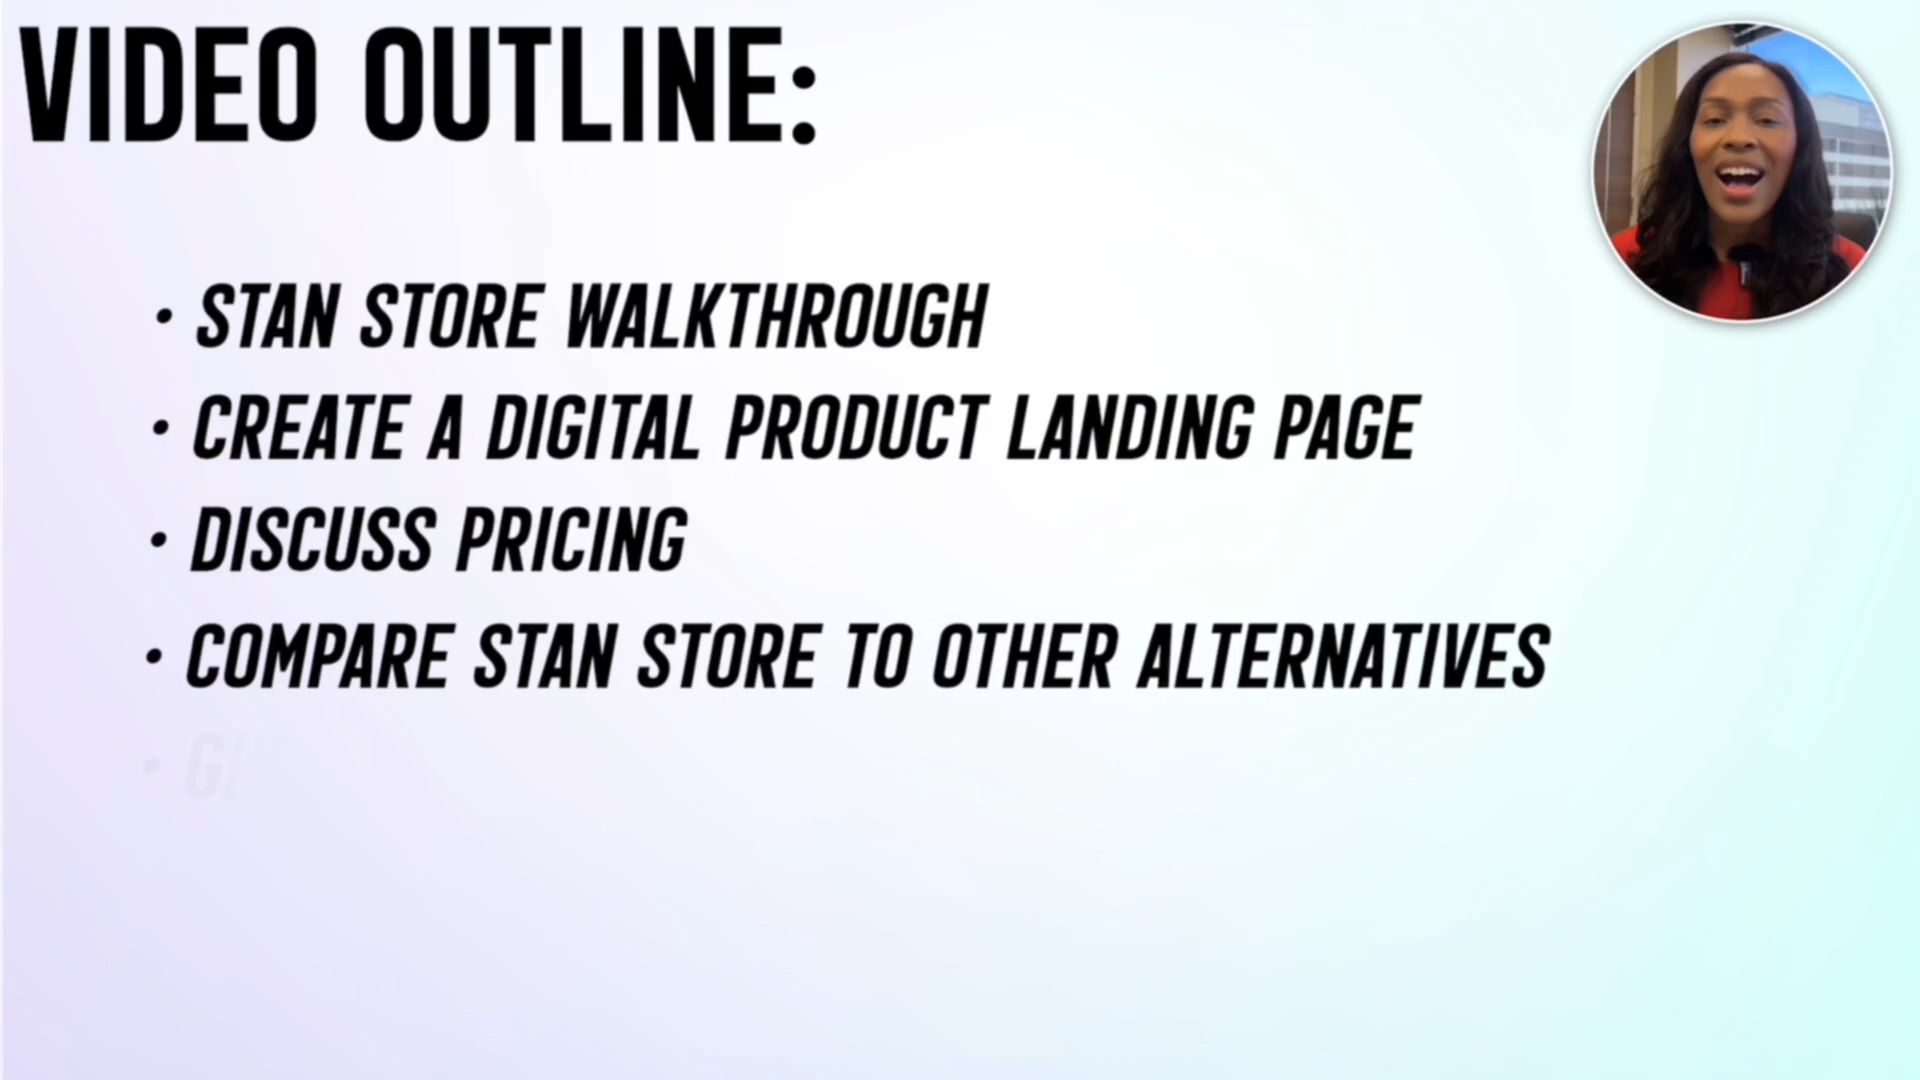 VIDEO OUTLINE:
• STAN STORE WALKTHROUGH
• CREATE A DIGITAL PRODUCT LANDING PAGE
• DISCUSS PRICING
• COMPARE STAN STORE TO OTHER ALTERNATIVES